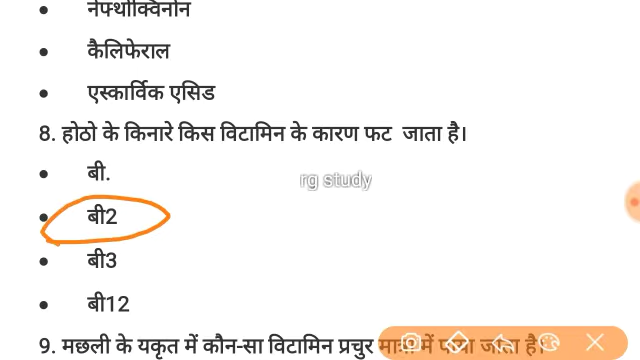 • नेफ्थोक्विनोन
• कैलिफेराल
• एस्कार्विक एसिड
8. होठो के किनारे किस विटामिन के कारण फट जाता है।
• बी.
rg study
• बी2
• बी3
• बी12
9. मछली के यकृत में कौन-सा विटामिन प्रचुर मात्रा में पाया जाता है।